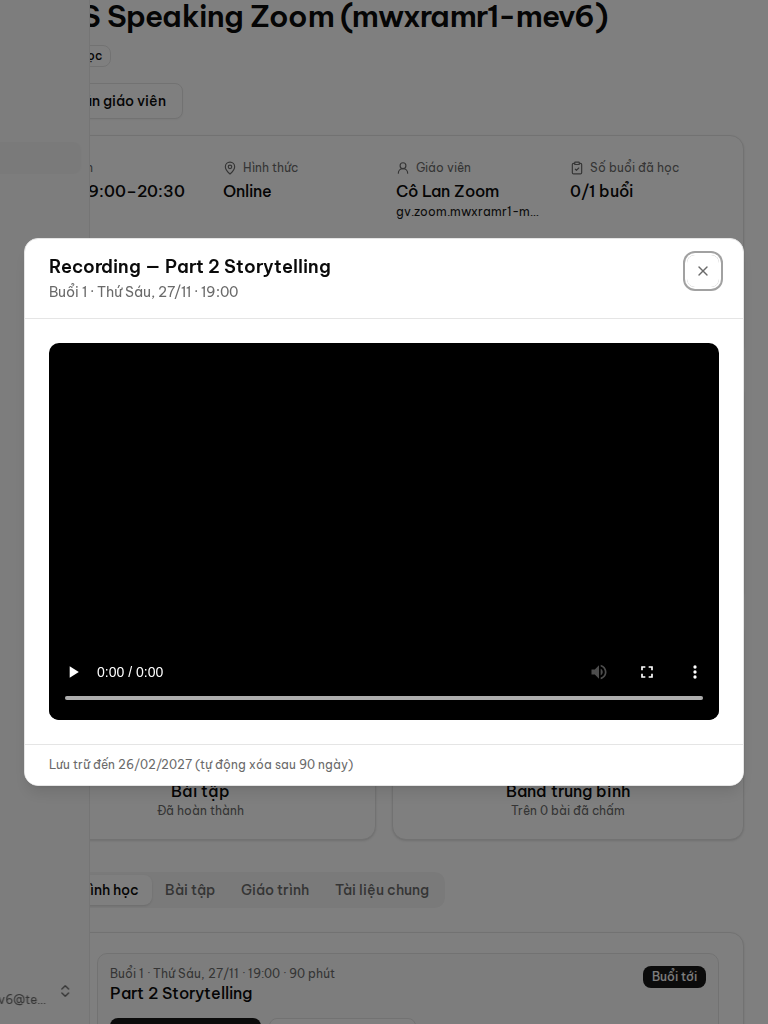 S Speaking Zoom (mwxramr1-mev6)
ọc
ın giáo viên
Hình thức
Giáo viên
Số buổi đã học
9:00–20:30
Online
Cô Lan Zoom
0/1 buổi
gv.zoom.mwxramr1-m...
Recording — Part 2 Storytelling
Buổi 1 · Thứ Sáu, 27/11 · 19:00
0:00 / 0:00
Lưu trữ đến 26/02/2027 (tự động xóa sau 90 ngày)
Bài tập
Band trung bình
Đã hoàn thành
Trên 0 bài đã chấm
ình học
Bài tập
Giáo trình
Tài liệu chung
Buổi 1 · Thứ Sáu, 27/11 · 19:00 · 90 phút
Buổi tới
Part 2 Storytelling
v6@te...